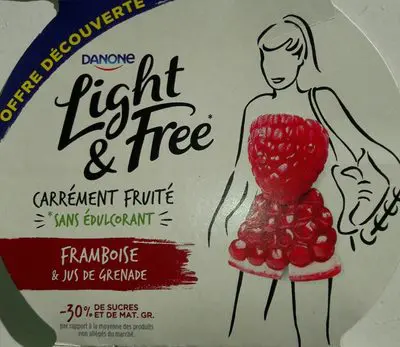 OFFRE DÉCOUVERTE
DANONE
Light
& Free*
CARRÉMENT FRUITÉ
*SANS ÉDULCORANT
FRAMBOISE
& JUS DE GRENADE
-30% DE SUCRES
ET DE MAT. GR.
par rapport à la moyenne des produits
non allégés du marché.